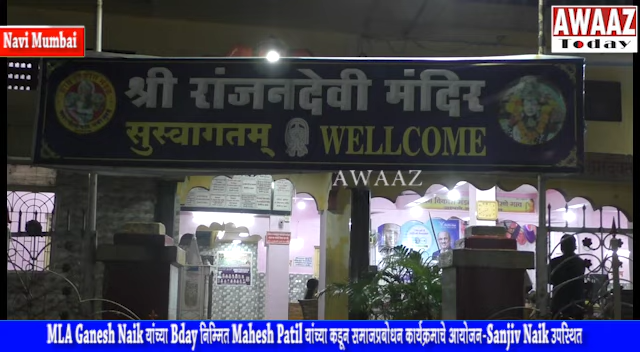 Navi Mumbai
AWAAZ
Today
श्री रांजनदेवी मंदिर
सुस्वागतम् WELLCOME
AWAAZ
MLA Ganesh Naik यांच्या Bday निम्मित Mahesh Patil यांच्या कडून समाजप्रबोधन कार्यक्रमाचे आयोजन-Sanjiv Naik उपस्थित